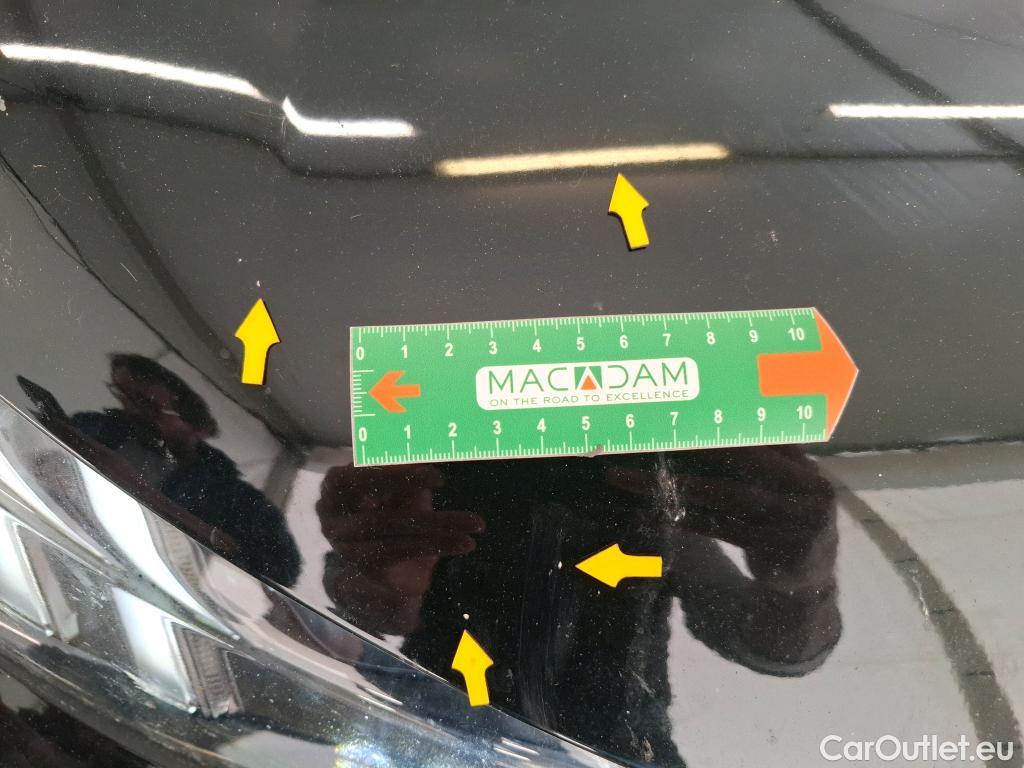 0 1 2 3 4 5 6 7 8 9 10
MACADAM
ON THE ROAD TO EXCELLENCE
0 1 2 3 4 5 6 7 8 9 10
CarOutlet.eu